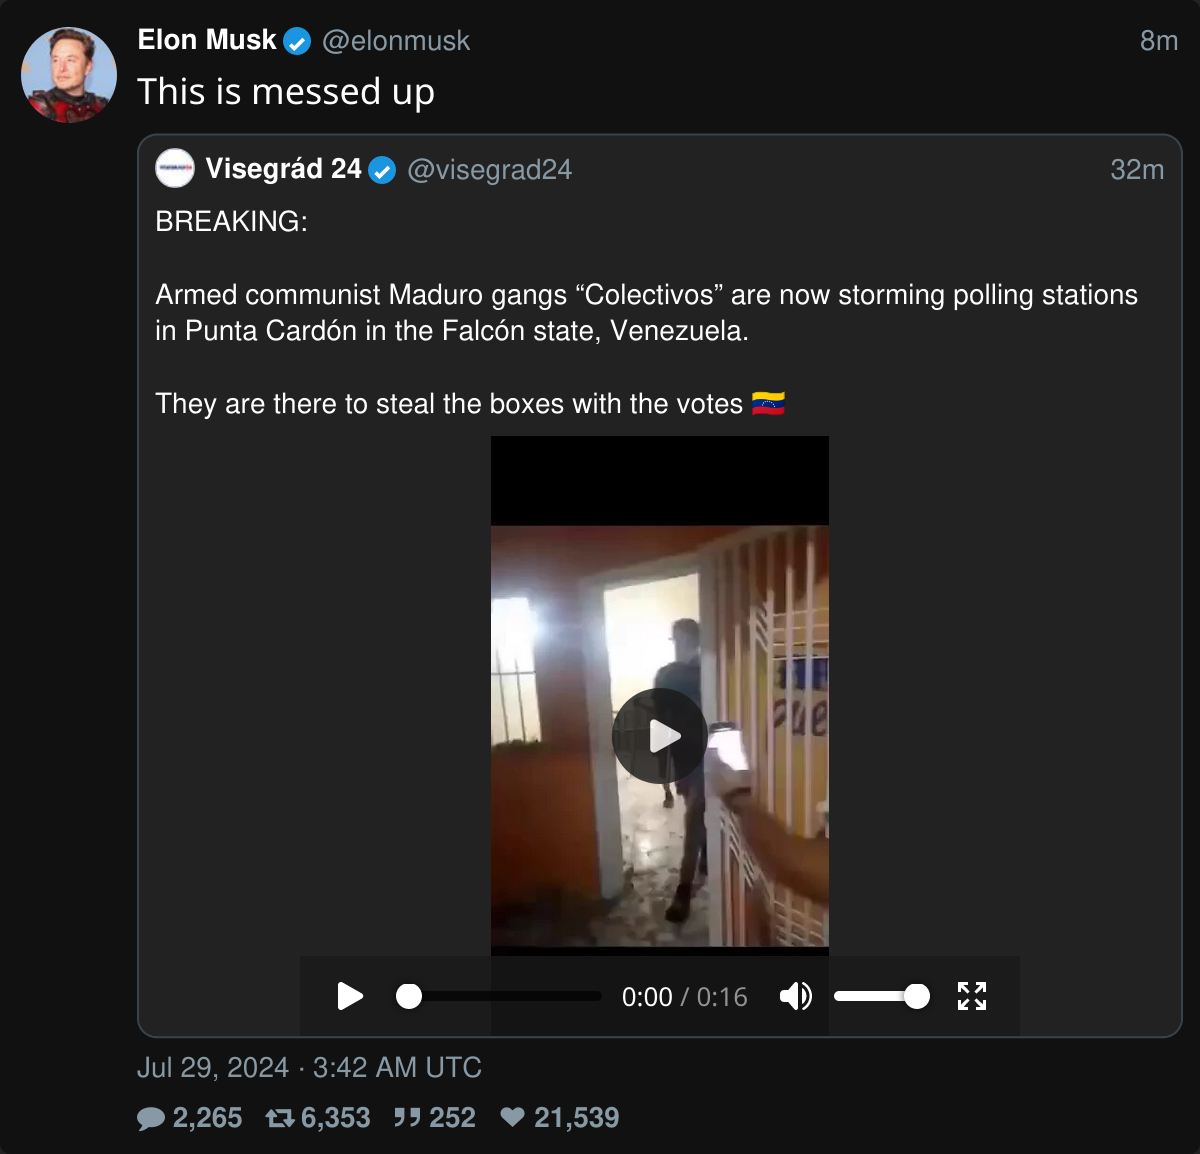 Elon Musk @elonmusk 8m
This is messed up
Visegrád 24 @visegrad24 32m
BREAKING:
Armed communist Maduro gangs “Colectivos” are now storming polling stations
in Punta Cardón in the Falcón state, Venezuela.
They are there to steal the boxes with the votes 🇻🇪
0:00 / 0:16
Jul 29, 2024 · 3:42 AM UTC
2,265 6,353 252 21,539